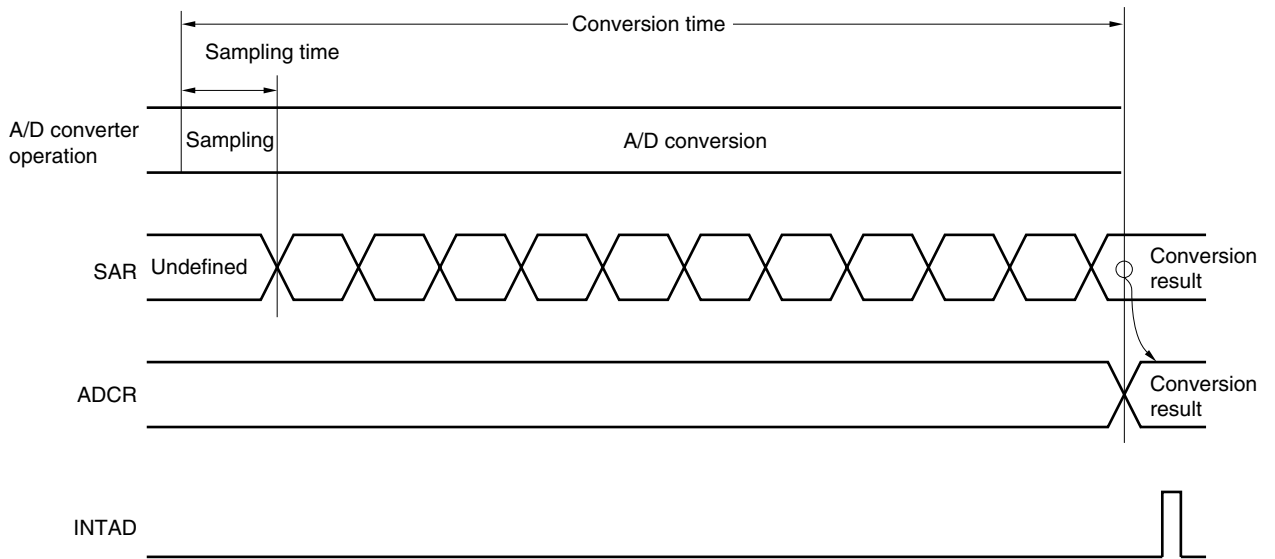 Conversion time
Sampling time
A/D converter
operation
Sampling
A/D conversion
SAR
Undefined
Conversion
result
ADCR
Conversion
result
INTAD